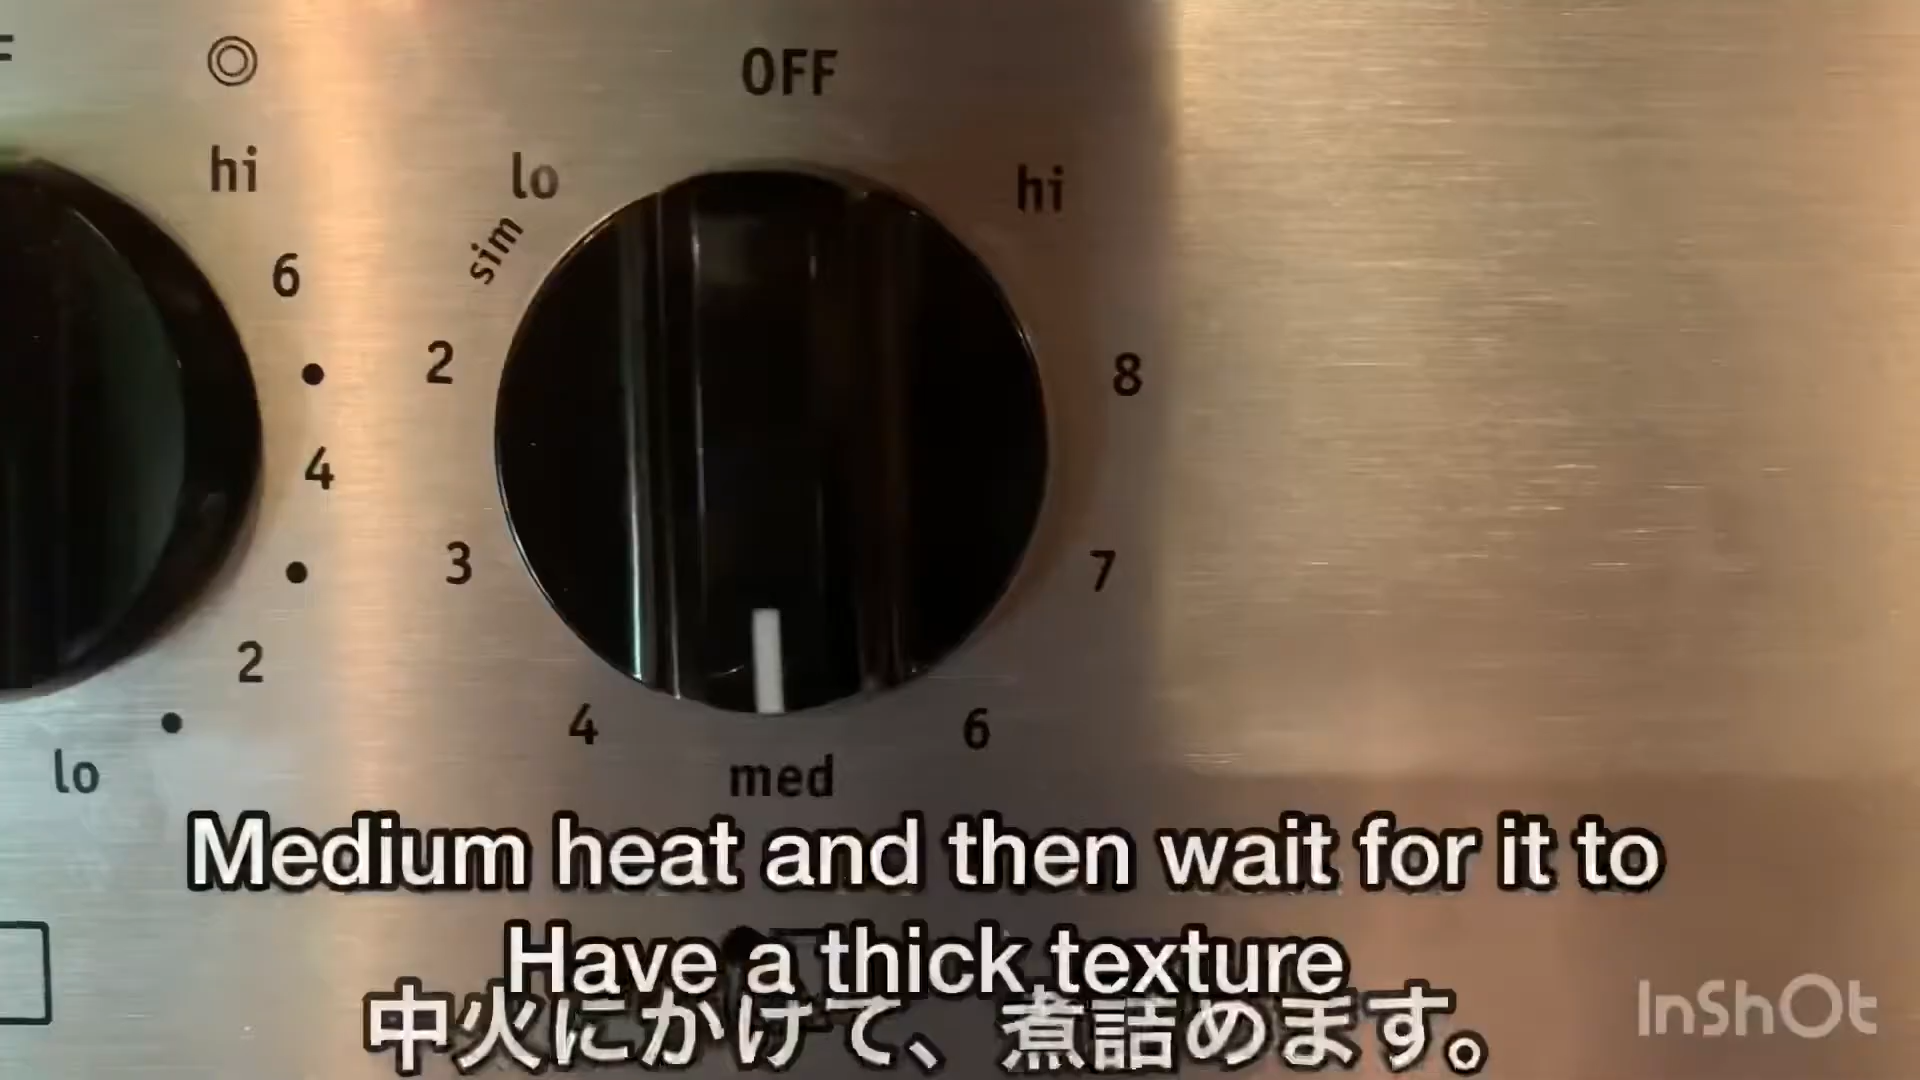 F
OFF
hi
lo
hi
sim
6
2
8
4
3
7
2
4
6
lo
med
Medium heat and then wait for it to
Have a thick texture
中火にかけて、煮詰めます。
InShOt